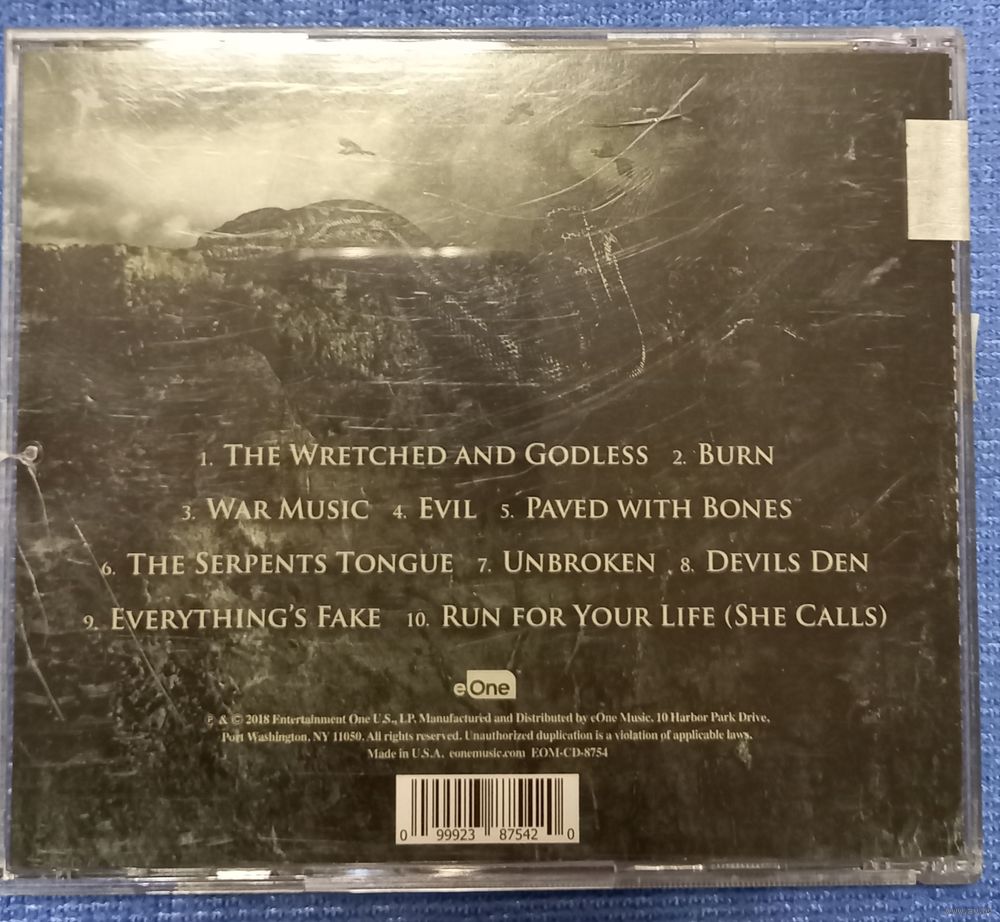 1. The Wretched and Godless 2. Burn
3. War Music 4. Evil 5. Paved with Bones
6. The Serpents Tongue 7. Unbroken 8. Devils Den
9. Everything's Fake 10. Run for Your Life (She Calls)
eOne
℗ & © 2018 Entertainment One U.S., LP. Manufactured and Distributed by eOne Music, 10 Harbor Park Drive,
Port Washington, NY 11050. All rights reserved. Unauthorized duplication is a violation of applicable laws.
Made in U.S.A. eonemusic.com EOM-CD-8754
0 99923 87542 0